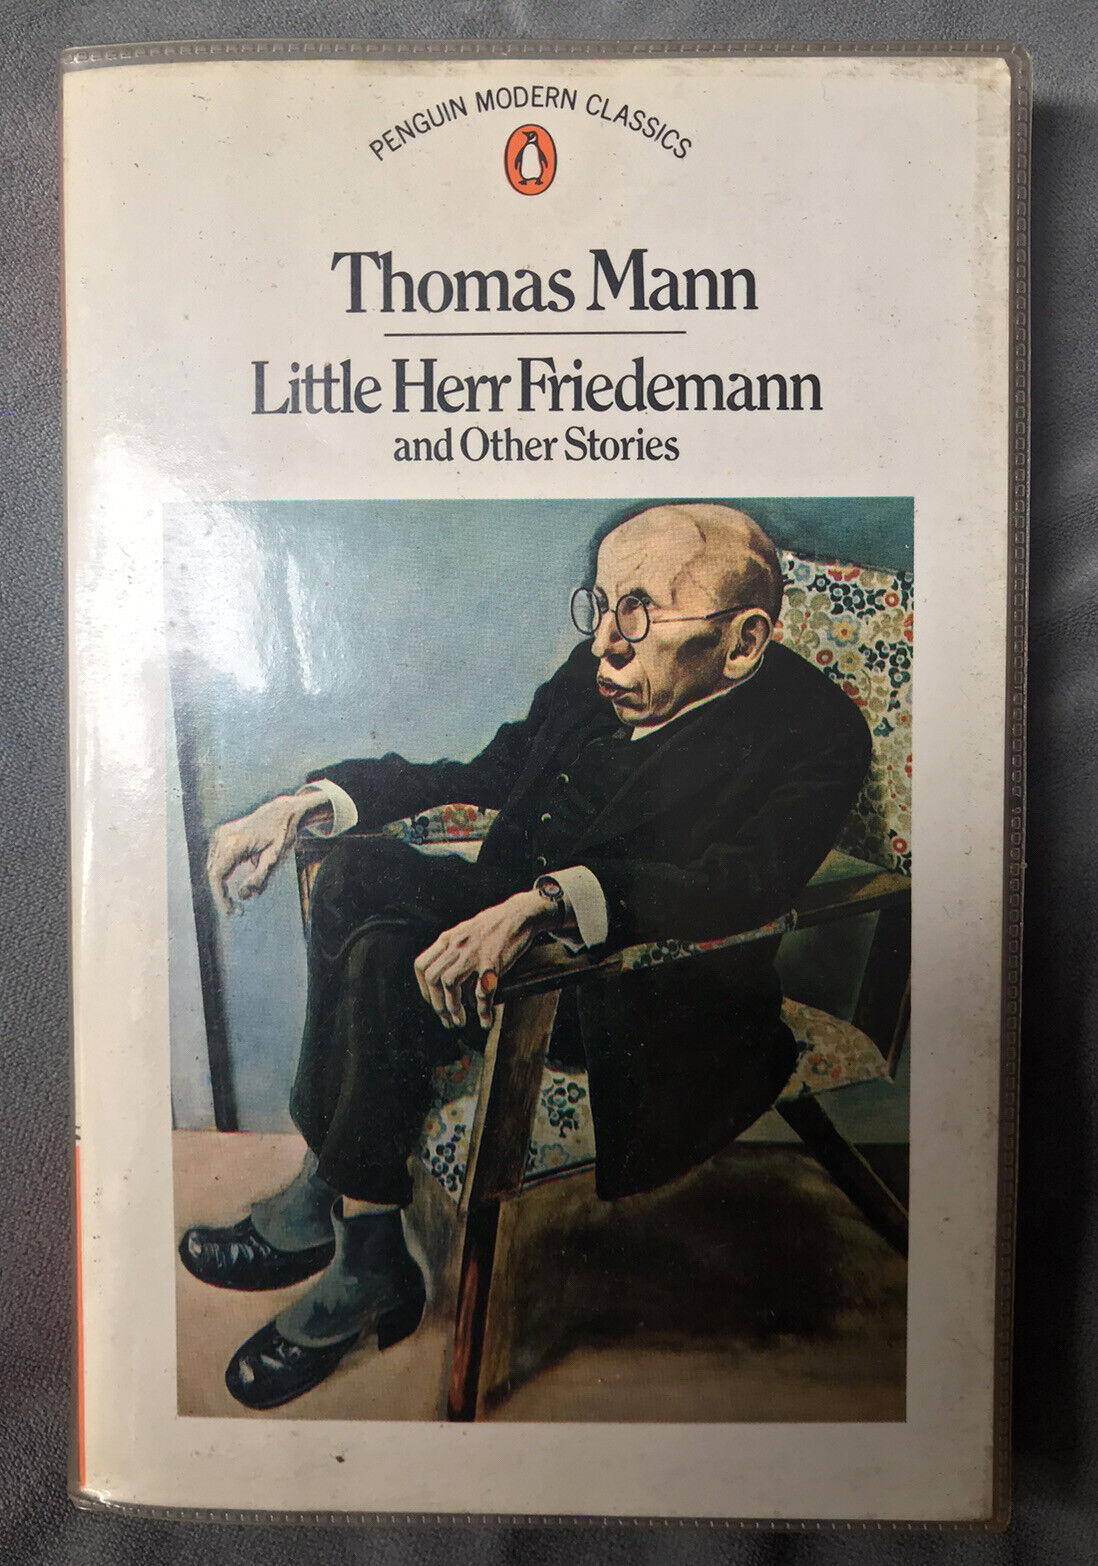 PENGUIN MODERN CLASSICS
Thomas Mann
Little Herr Friedemann
and Other Stories